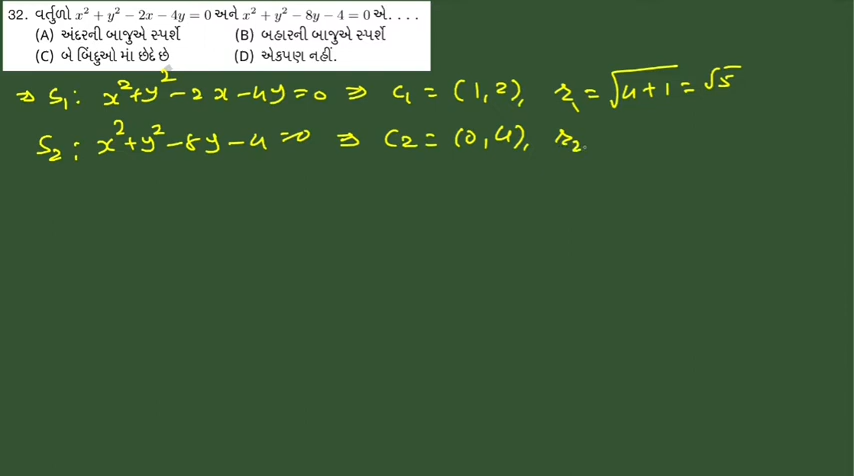 32. વર્તુળો x² + y² − 2x − 4y = 0 અને x² + y² − 8y − 4 = 0 એ. . . .
(A) અંદરની બાજુએ સ્પર્શે (B) બહારની બાજુએ સ્પર્શે
(C) બે બિંદુઓ માં છેદે છે (D) એકપણ નહીં.
⇒ S₁ : x² + y² − 2x − 4y = 0 ⇒ C₁ = (1, 2), r₁ = √(4+1) = √5
S₂ : x² + y² − 8y − 4 = 0 ⇒ C2 = (0, 4), r₂